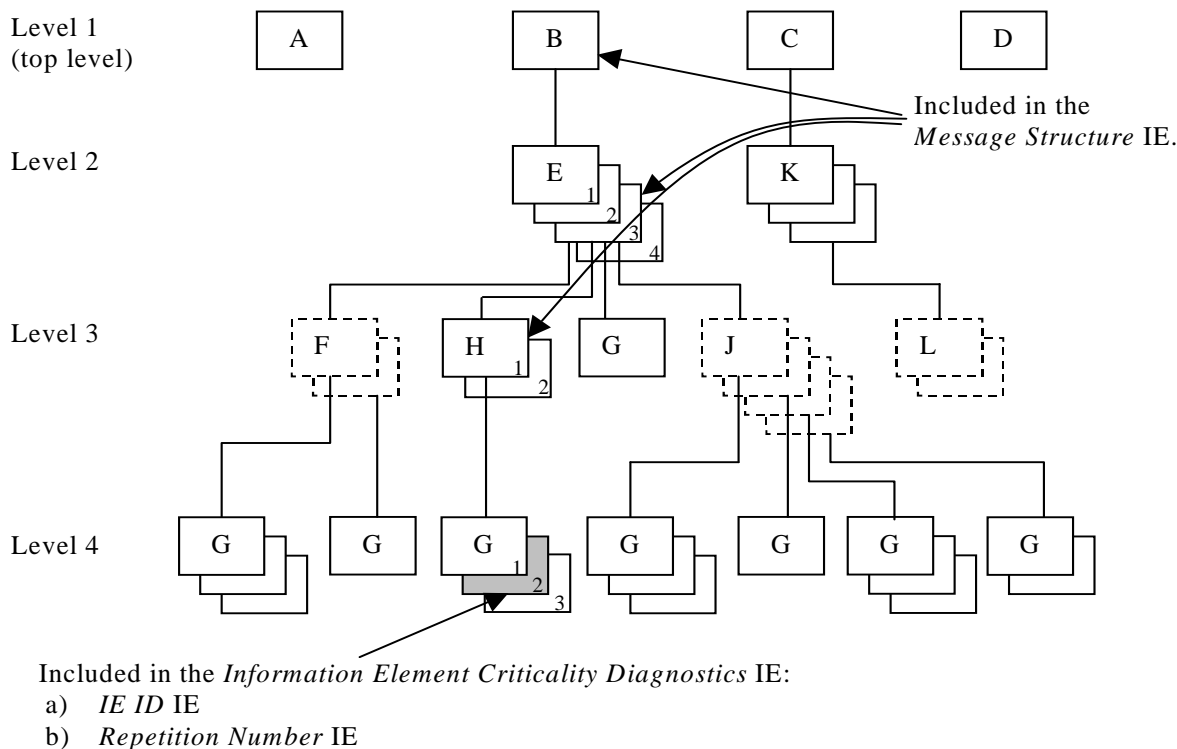 Level 1
(top level)
A
B
C
D
Included in the
Message Structure IE.
Level 2
E
1
2
3
4
K
Level 3
F
H
1
2
G
J
L
Level 4
G
G
G
1
2
3
G
G
G
G
Included in the Information Element Criticality Diagnostics IE:
a) IE ID IE
b) Repetition Number IE